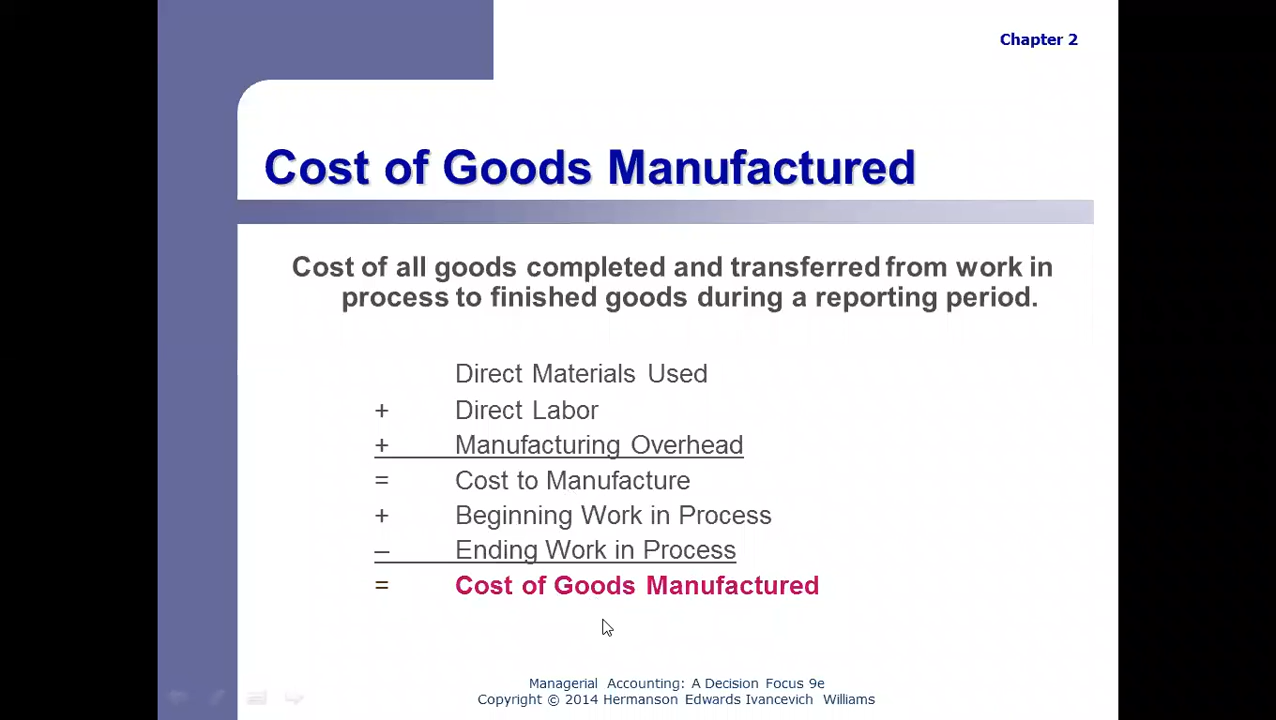 Chapter 2
Cost of Goods Manufactured
Cost of all goods completed and transferred from work in
process to finished goods during a reporting period.
Direct Materials Used
+ Direct Labor
+ Manufacturing Overhead
= Cost to Manufacture
+ Beginning Work in Process
– Ending Work in Process
= Cost of Goods Manufactured
Managerial Accounting: A Decision Focus 9e
Copyright © 2014 Hermanson Edwards Ivancevich Williams